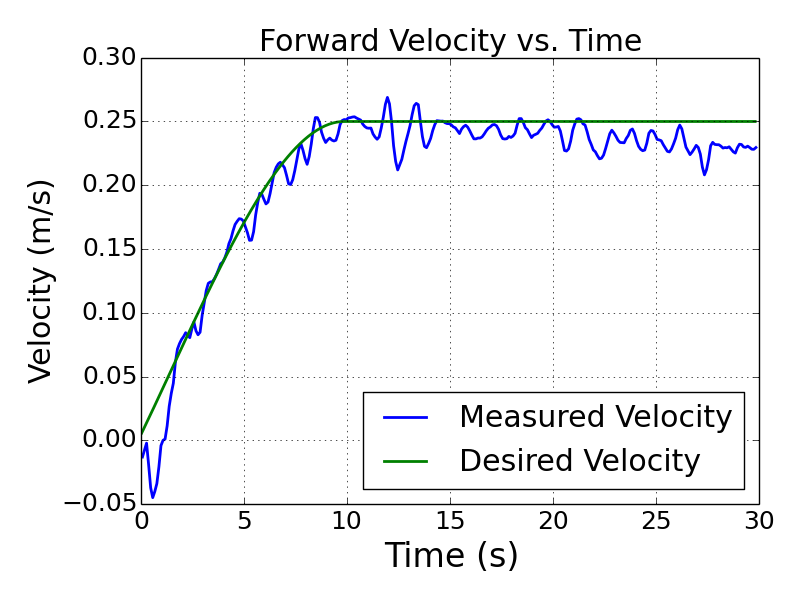 Forward Velocity vs. Time
0.30
0.25
0.20
0.15
0.10
0.05
0.00
−0.05
Velocity (m/s)
Measured Velocity
Desired Velocity
0 5 10 15 20 25 30
Time (s)